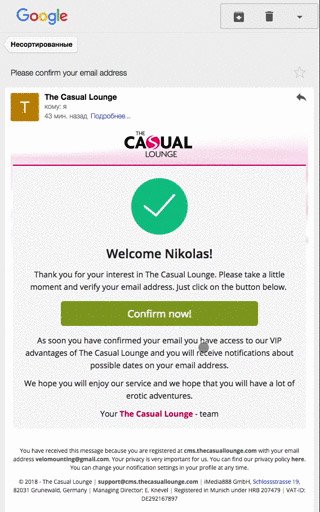 Google
Несортированные
Please confirm your email address
T
The Casual Lounge
кому: я
43 мин. назад Подробнее...
THE
CASUAL
LOUNGE
Welcome Nikolas!
Thank you for your interest in The Casual Lounge. Please take a little
moment and verify your email address. Just click on the button below.
Confirm now!
As soon you have confirmed your email you have access to our VIP
advantages of The Casual Lounge and you will receive notifications about
possible dates on your email address.
We hope you will enjoy our service and we hope that you will have a lot of
erotic adventures.
Your The Casual Lounge - team
You have received this message because you are registered at cms.thecasuallounge.com with your email
address velomounting@gmail.com. Your privacy is very important for us. You can find our privacy policy here.
You can change your notification settings in your profile at any time.
© 2018 - The Casual Lounge | support@cms.thecasuallounge.com | iMedia888 GmbH, Schlossstrasse 19,
82031 Grunewald, Germany | Managing Director: E. Knevel | Registered in Munich under HRB 207479 | VAT-ID:
DE292167897